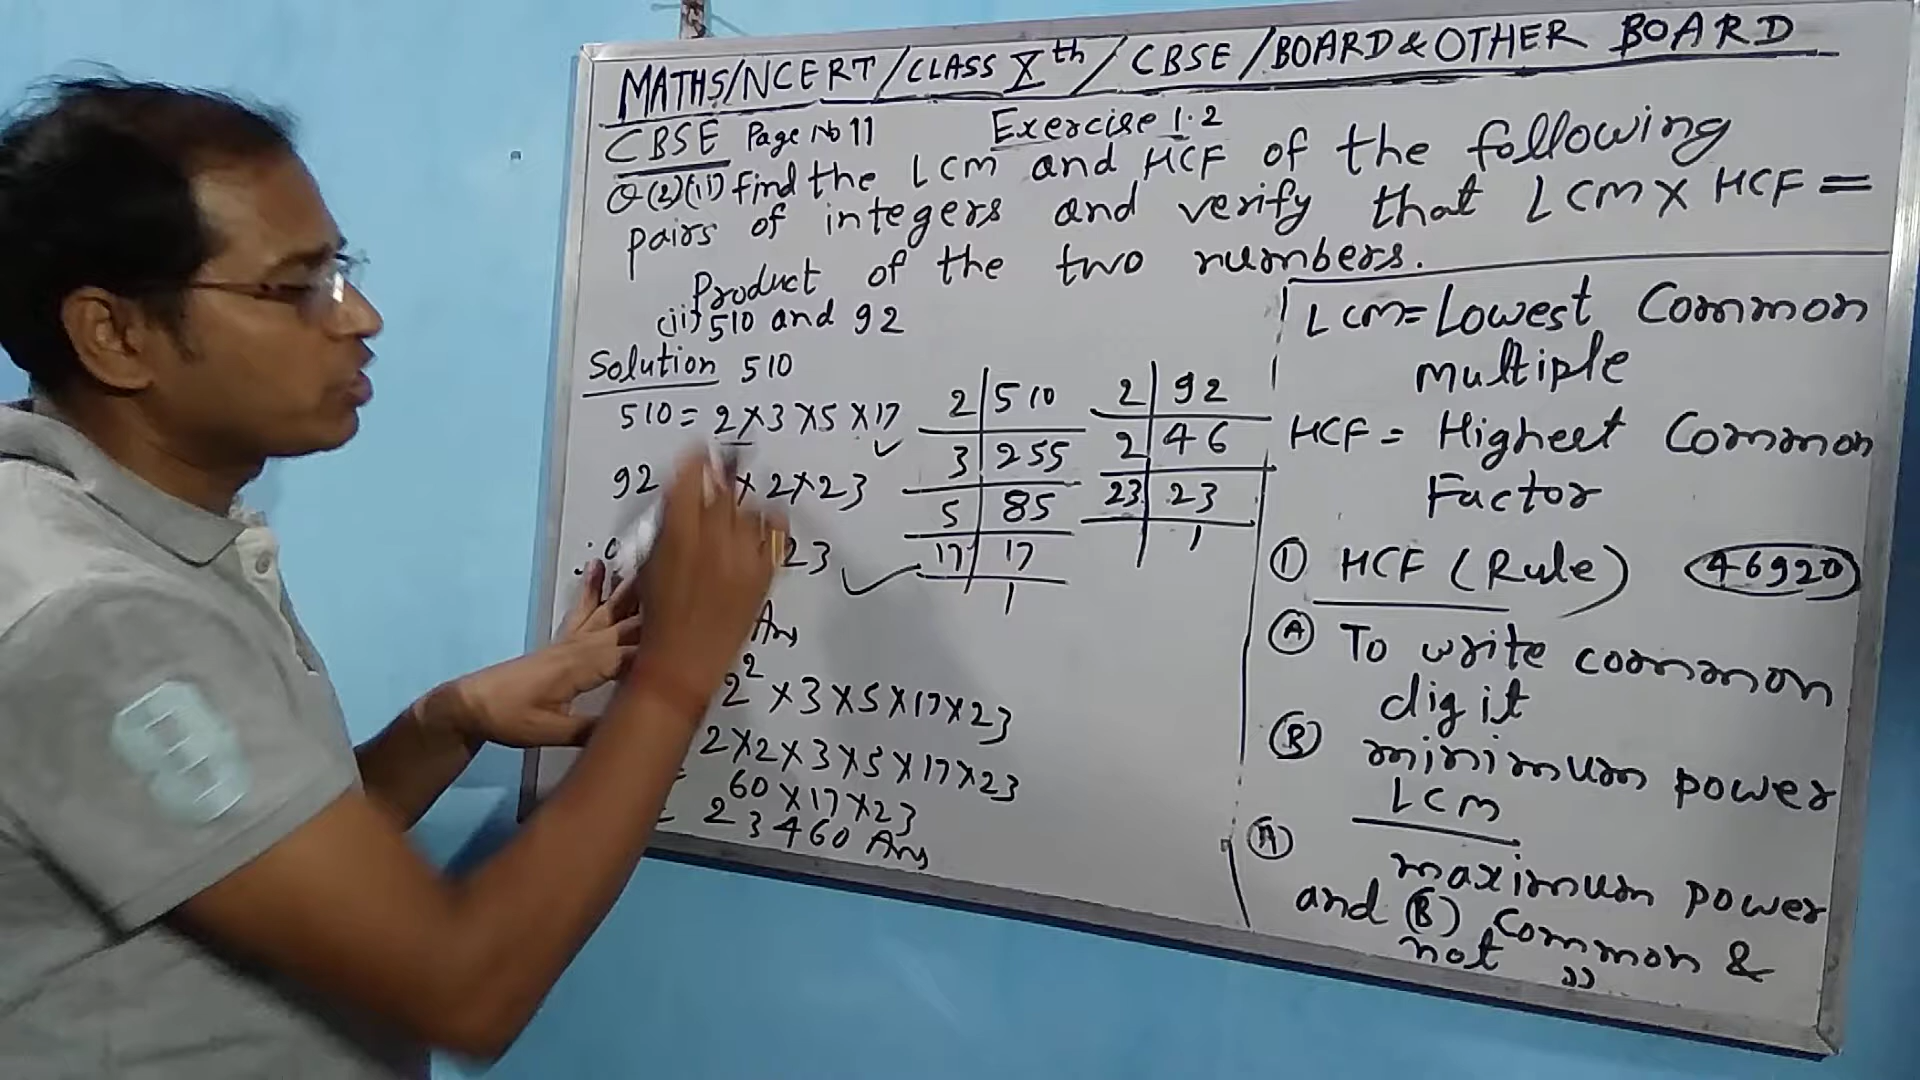 MATHS/NCERT/CLASS Xth/CBSE/BOARD & OTHER BOARD
CBSE Page No 11 Exercise 1.2
Q(2)(ii) Find the LCM and HCF of the following
pairs of integers and verify that LCM X HCF =
Product of the two numbers.
(ii) 510 and 92
Solution 510
510 = 2×3×5×17
92 ×2×23
23
Ans
2² ×3×5×17×23
2×2×3×5×17×23
= 60×17×23
= 23460 Ans
2 | 510
3 | 255
5 | 85
17 | 17
1
2 | 92
2 | 46
23 | 23
1
LCM = Lowest Common
multiple
HCF = Highest Common
Factor
① HCF (Rule) 46920
Ⓐ To write common
digit
Ⓑ minimum power
LCM
Ⓐ maximum power
and Ⓑ Common &
not ,,